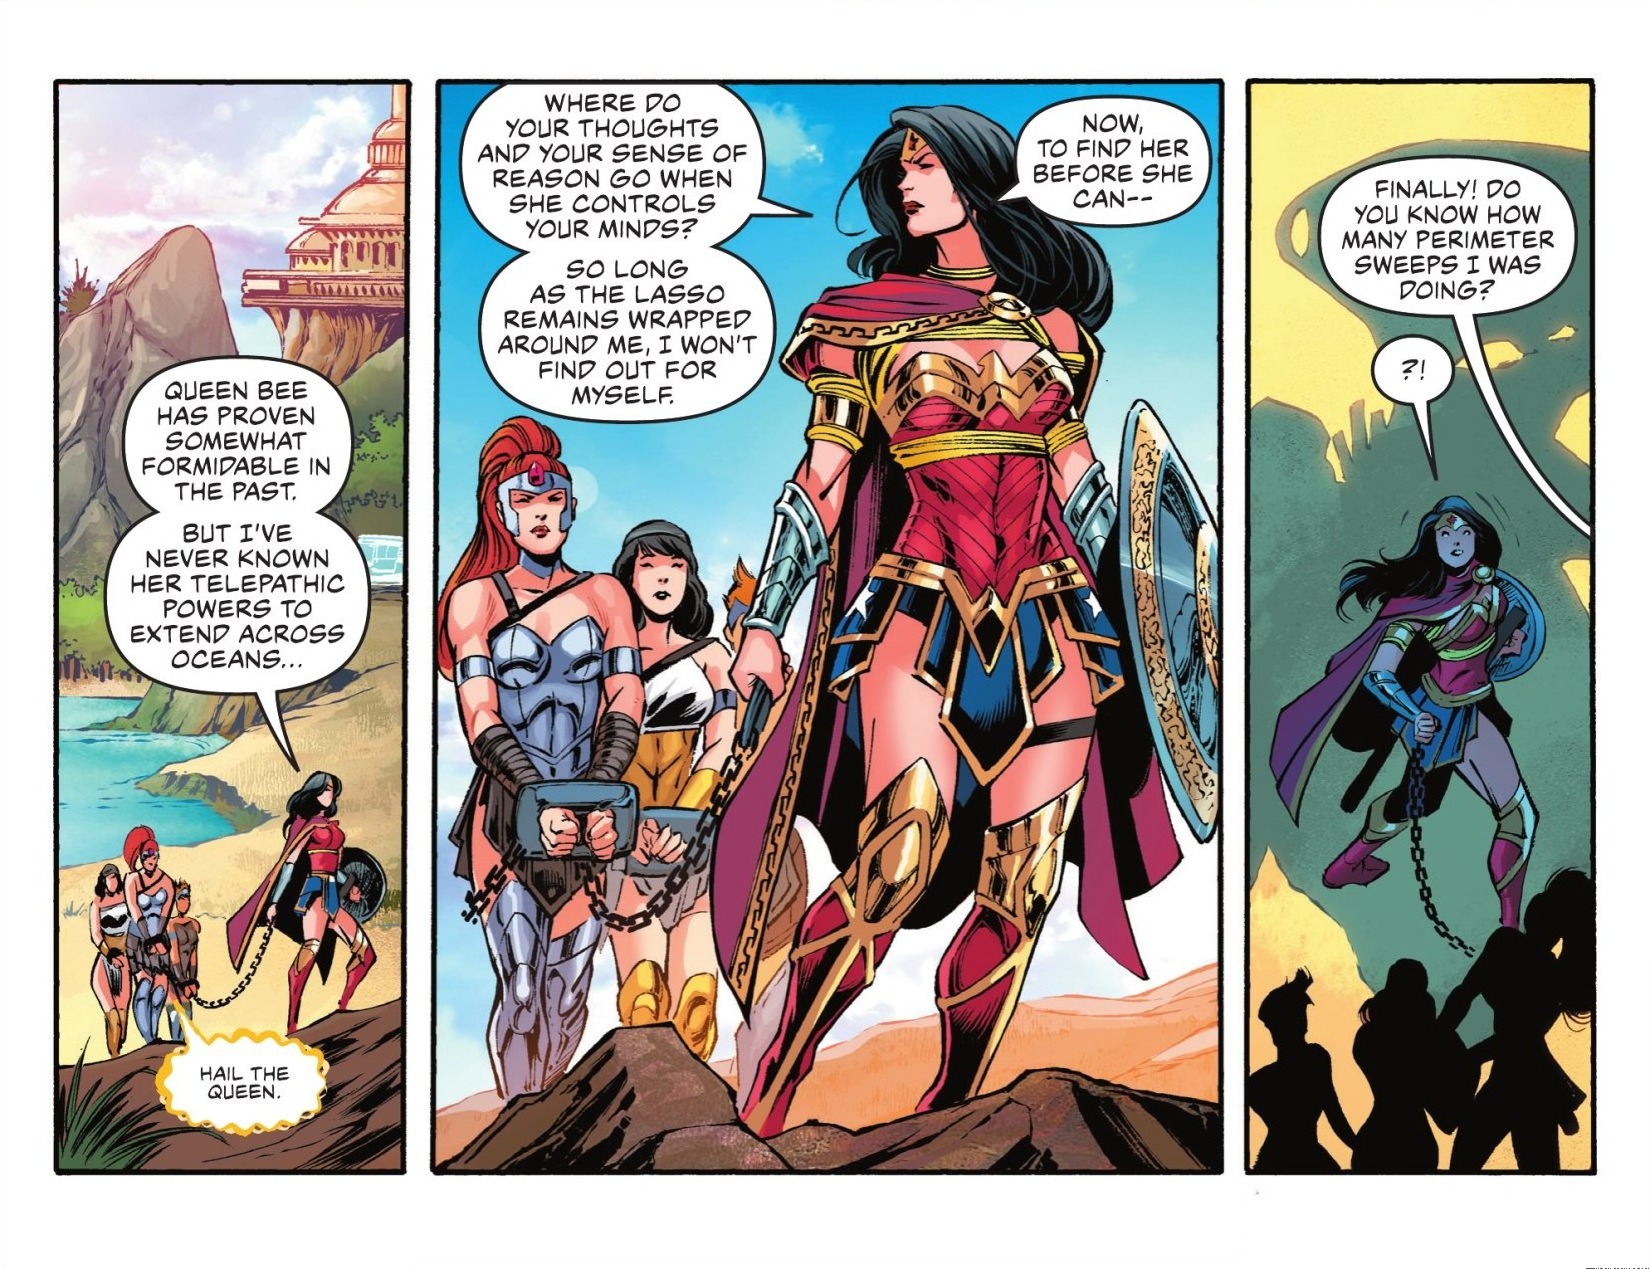 QUEEN BEE
HAS PROVEN
SOMEWHAT
FORMIDABLE IN
THE PAST.
BUT I'VE
NEVER KNOWN
HER TELEPATHIC
POWERS TO
EXTEND ACROSS
OCEANS...
HAIL THE
QUEEN.
WHERE DO
YOUR THOUGHTS
AND YOUR SENSE OF
REASON GO WHEN
SHE CONTROLS
YOUR MINDS?
SO LONG
AS THE LASSO
REMAINS WRAPPED
AROUND ME, I WON'T
FIND OUT FOR
MYSELF.
NOW,
TO FIND HER
BEFORE SHE
CAN--
FINALLY! DO
YOU KNOW HOW
MANY PERIMETER
SWEEPS I WAS
DOING?
?!